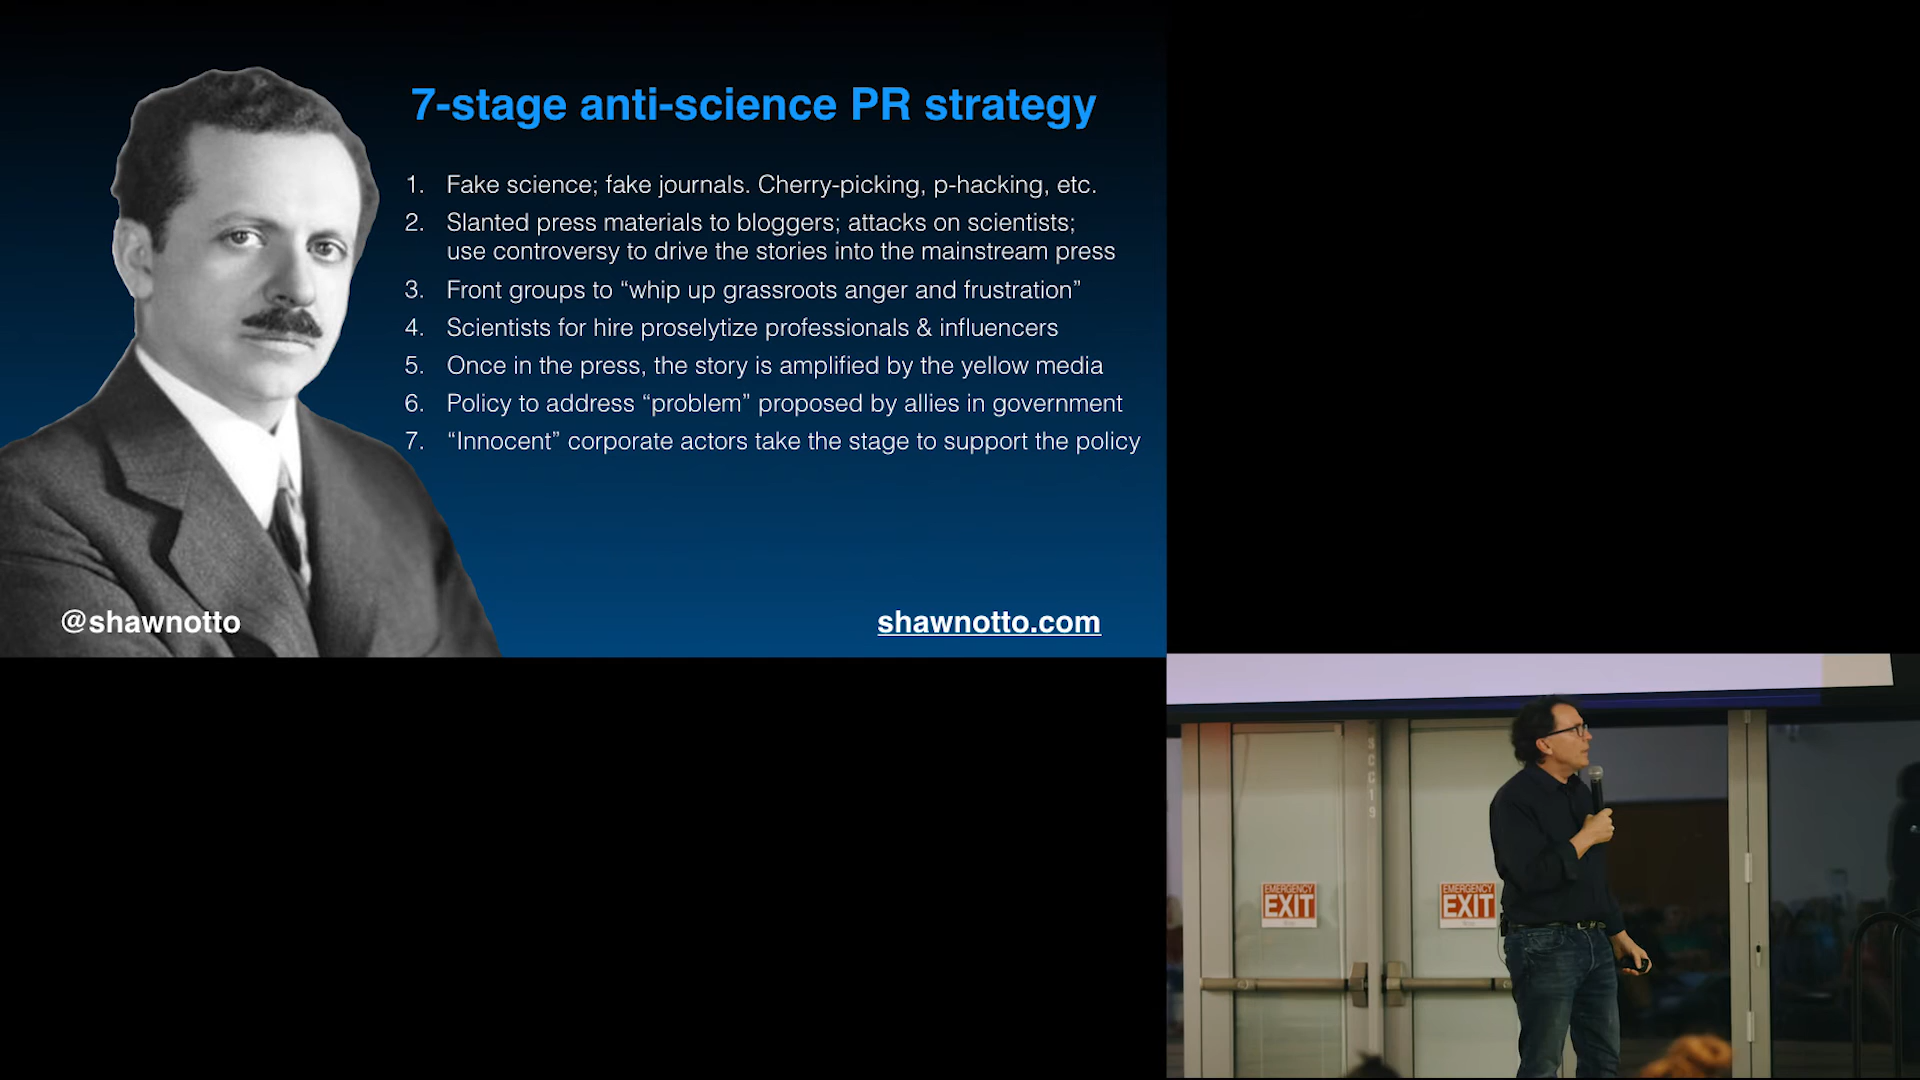 7-stage anti-science PR strategy
1. Fake science; fake journals. Cherry-picking, p-hacking, etc.
2. Slanted press materials to bloggers; attacks on scientists;
use controversy to drive the stories into the mainstream press
3. Front groups to “whip up grassroots anger and frustration”
4. Scientists for hire proselytize professionals & influencers
5. Once in the press, the story is amplified by the yellow media
6. Policy to address “problem” proposed by allies in government
7. “Innocent” corporate actors take the stage to support the policy
@shawnotto
shawnotto.com
SCC19
EMERGENCY
EXIT
EMERGENCY
EXIT